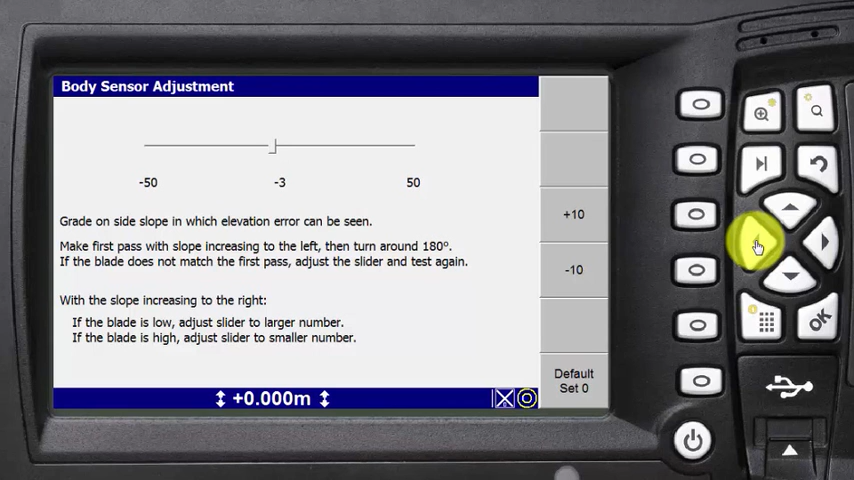 Body Sensor Adjustment
-50
-3
50
Grade on side slope in which elevation error can be seen.
Make first pass with slope increasing to the left, then turn around 180º.
If the blade does not match the first pass, adjust the slider and test again.
With the slope increasing to the right:
If the blade is low, adjust slider to larger number.
If the blade is high, adjust slider to smaller number.
+0.000m
+10
-10
Default
Set 0
OK